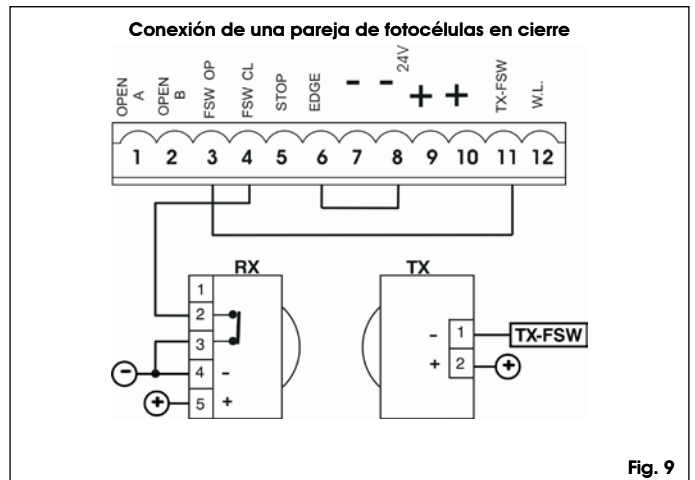 Conexión de una pareja de fotocélulas en cierre
OPEN A
OPEN B
FSW OP
FSW CL
STOP
EDGE
-
-
24V
+
+
TX-FSW
W.L.
1 2 3 4 5 6 7 8 9 10 11 12
RX
1
2
3
4 -
5 +
-
+
TX
- 1 TX-FSW
+ 2 +
Fig. 9